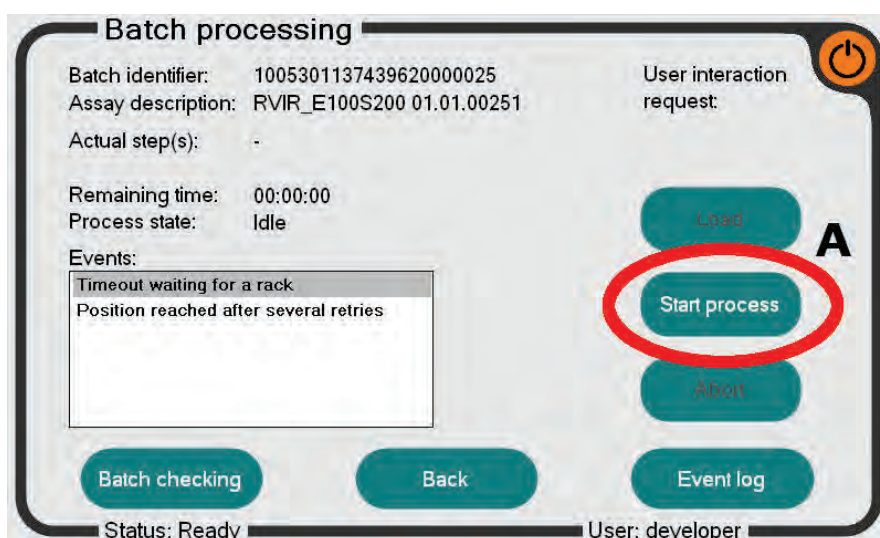 Batch processing
Batch identifier: 1005301137439620000025
User interaction request:
Assay description: RVIR_E100S200 01.01.00251
Actual step(s): -
Remaining time: 00:00:00
Process state: Idle
Load
A
Events:
Timeout waiting for a rack
Position reached after several retries
Start process
Abort
Batch checking
Back
Event log
Status: Ready
User: developer